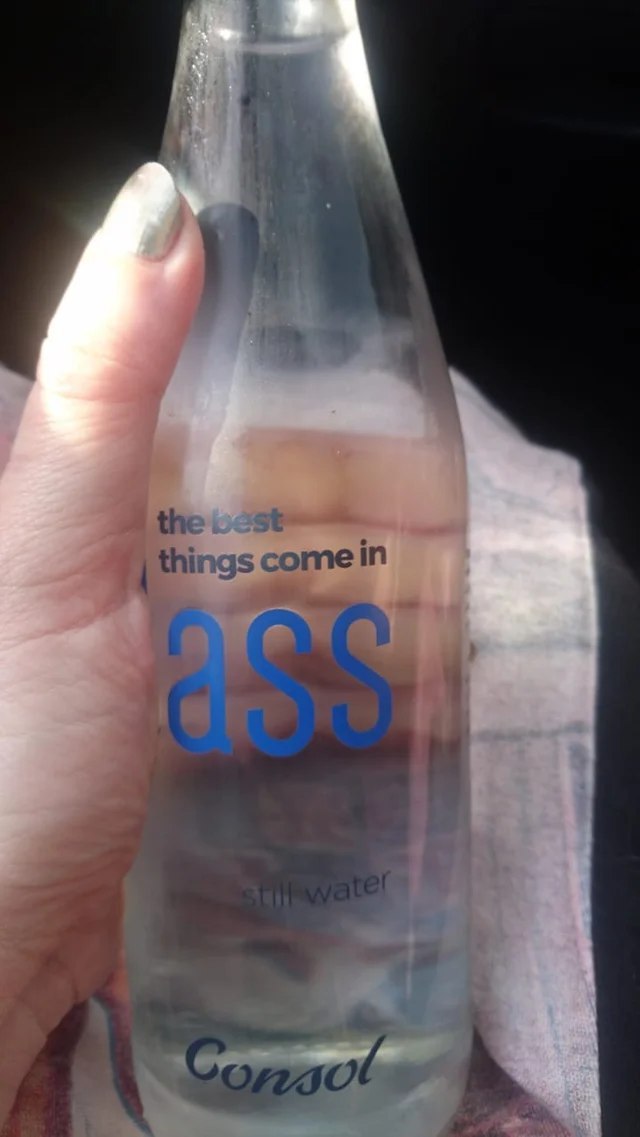 the best
things come in
ass
still water
Consol